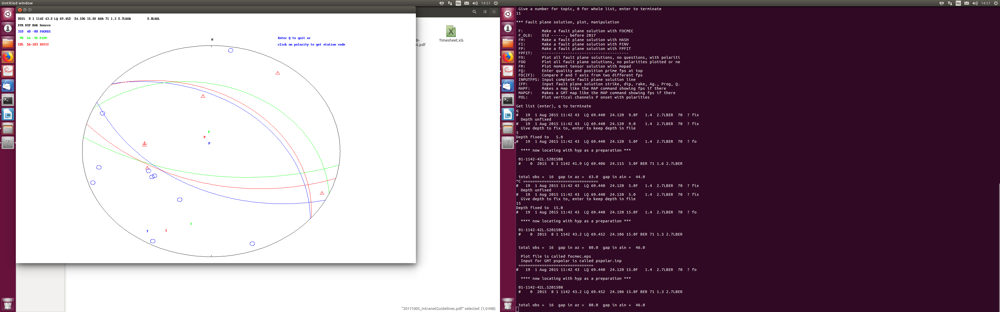 Untitled window
No
14:51
2015  8 1 1142 43.2 LQ 69.452  24.106 15.0F BER 71 1.3 2.7LBER         2.8LHEL
STR DIP RAK Source
310  40 -80 FOCMEC
98  64 -96 PINV
105  56-103 FPFIT
Enter Q to quit or
click on polarity to get station code
N
P
P
P
T
T
T
B-
nt.pdf
Timesheet.xls
"20171005_IntranetGuidelines.pdf" selected (1,0 MB)
No
14:51
Give a number for topic, 0 for whole list, enter to terminate
11
*** Fault plane solution, plot, manipulation
F:        Make a fault plane solution with FOCMEC
F_OLD:    Old ------, before 2017
FH:       Make a fault plane solution with HASH
FI:       Make a fault plane solution with PINV
FP:       Make a fault plane solution with FPFIT
FPFIT:    -------------------------------------
FO:       Plot all fault plane solutions, no questions, with polariti
FOO       Plot all fault plane solutions, no polarities plotted or ne
FM:       Plot moment tensor solution with mopad
FQ:       Enter quality and position prime fps at top
FD(IF):   Compare P and T axis from two different fps
INPUTFPS: Input complete fault plane solution line
IFP:      Input fault plane solution strike, dip, rake, Ag., Prog, Q.
MAPF:     Makes a map like the MAP command showing fps if there
MAPGF:    Makes a GMT map like the MAP command showing fps if there
POL:      Plot vertical channels P onset with polarities
Get list (enter), q to terminate
q
#   19  1 Aug 2015 11:42 43  LQ 69.440  24.120  9.0F   1.4  2.7LBER  70  ? fix
Depth unfixed
#   19  1 Aug 2015 11:42 43  LQ 69.440  24.120  9.0    1.4  2.7LBER  70  ? fix
Give depth to fix to, enter to keep depth in file
5
Depth fixed to   5.0
#   19  1 Aug 2015 11:42 43  LQ 69.440  24.120  5.0F   1.4  2.7LBER  70  ? fo
**** now locating with hyp as a preparation ***
01-1142-42L.S201508
#    0  2015  8 1 1142 41.9 LQ 69.406  24.115  5.0F BER 71 1.6 2.7LBER
total obs =  16  gap in az =  63.0  gap in ain =  44.0
^C ================================
#   19  1 Aug 2015 11:42 43  LQ 69.440  24.120  5.0F   1.4  2.7LBER  70  ? fix
Depth unfixed
#   19  1 Aug 2015 11:42 43  LQ 69.440  24.120  5.0    1.4  2.7LBER  70  ? fix
Give depth to fix to, enter to keep depth in file
15
Depth fixed to  15.0
#   19  1 Aug 2015 11:42 43  LQ 69.440  24.120 15.0F   1.4  2.7LBER  70  ? fo
**** now locating with hyp as a preparation ***
01-1142-42L.S201508
#    0  2015  8 1 1142 43.2 LQ 69.452  24.106 15.0F BER 71 1.3 2.7LBER
total obs =  16  gap in az =  80.0  gap in ain =  46.0
Plot file is called focmec.eps
Input for GMT pspolar is called pspolar.inp
================================
#   19  1 Aug 2015 11:42 43  LQ 69.440  24.120 15.0F   1.4  2.7LBER  70  ? fo
**** now locating with hyp as a preparation ***
01-1142-42L.S201508
#    0  2015  8 1 1142 43.2 LQ 69.452  24.106 15.0F BER 71 1.3 2.7LBER
total obs =  16  gap in az =  80.0  gap in ain =  46.0